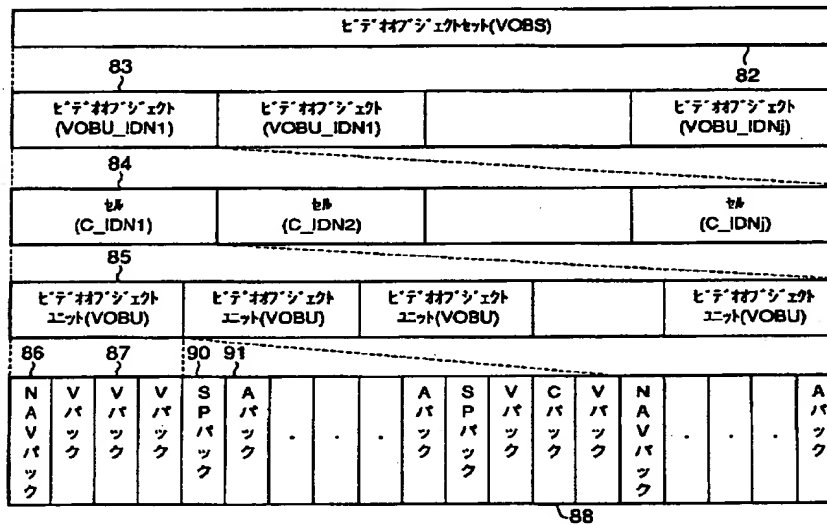 ビデオオブジェクトセット(VOBS)
83
82
ビデオオブジェクト
(VOBU_IDN1)
ビデオオブジェクト
(VOBU_IDN1)
ビデオオブジェクト
(VOBU_IDNj)
84
セル
(C_IDN1)
セル
(C_IDN2)
セル
(C_IDNj)
85
ビデオオブジェクト
ユニット(VOBU)
ビデオオブジェクト
ユニット(VOBU)
ビデオオブジェクト
ユニット(VOBU)
ビデオオブジェクト
ユニット(VOBU)
86
87
90
91
NAVパック
Vパック
Vパック
Vパック
SPパック
Aパック
.
.
.
Aパック
SPパック
Vパック
Cパック
Vパック
NAVパック
.
.
.
Aパック
88